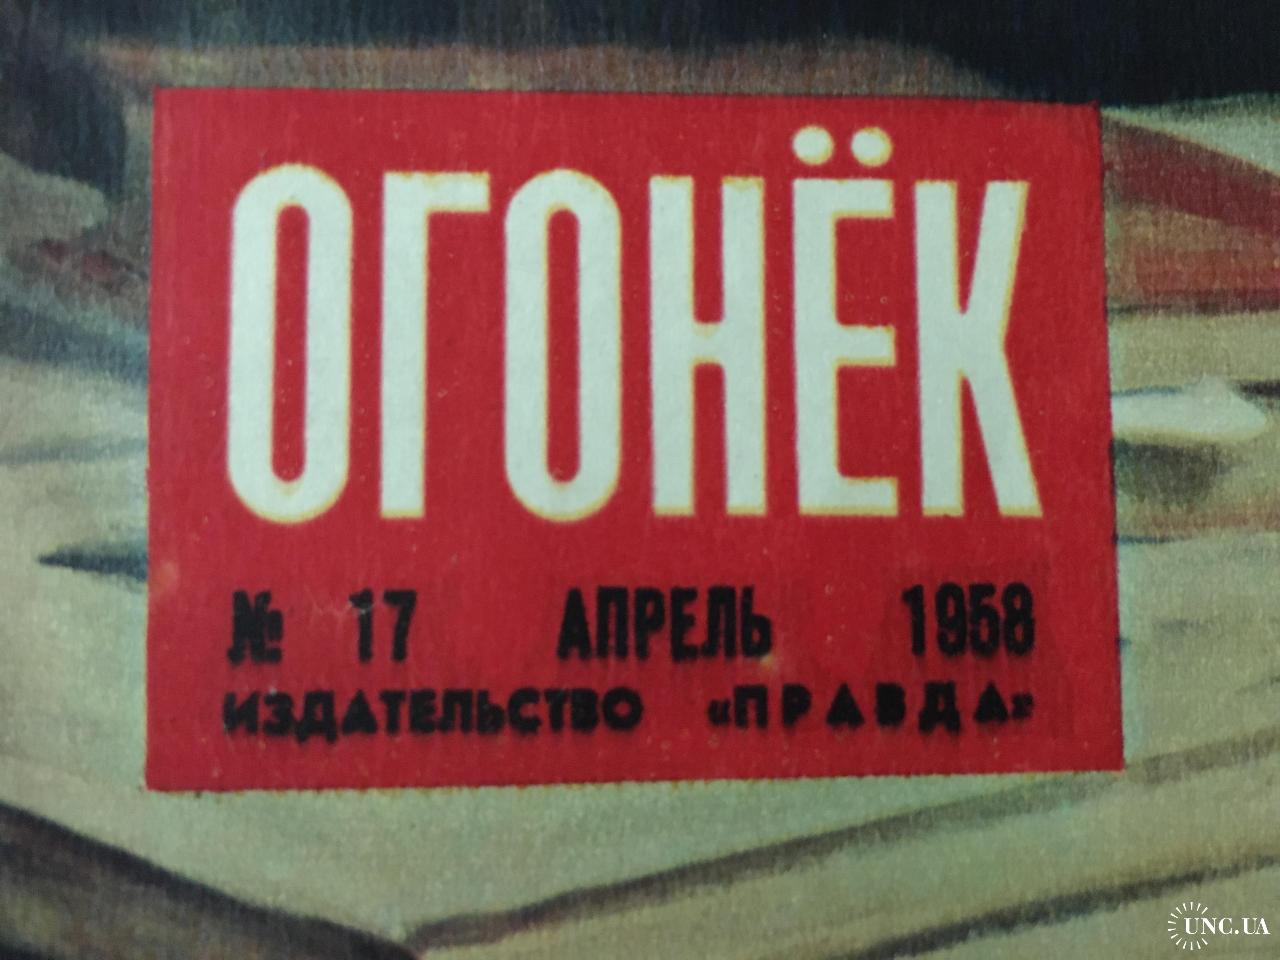 ОГОНЁК
№ 17 АПРЕЛЬ 1958
ИЗДАТЕЛЬСТВО «ПРАВДА»
UNC.UA